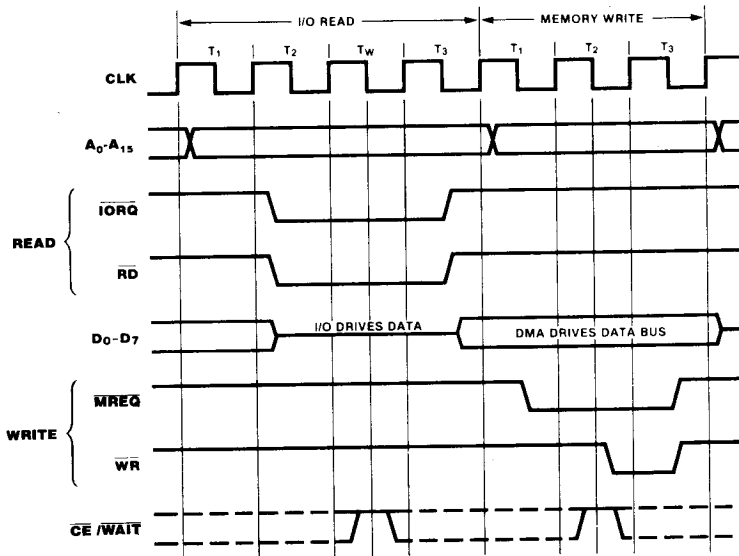 I/O READ MEMORY WRITE
T1 T2 TW T3 T1 T2 T3
CLK
A0-A15
IORQ
READ
RD
D0-D7 I/O DRIVES DATA DMA DRIVES DATA BUS
MREQ
WRITE
WR
CE /WAIT